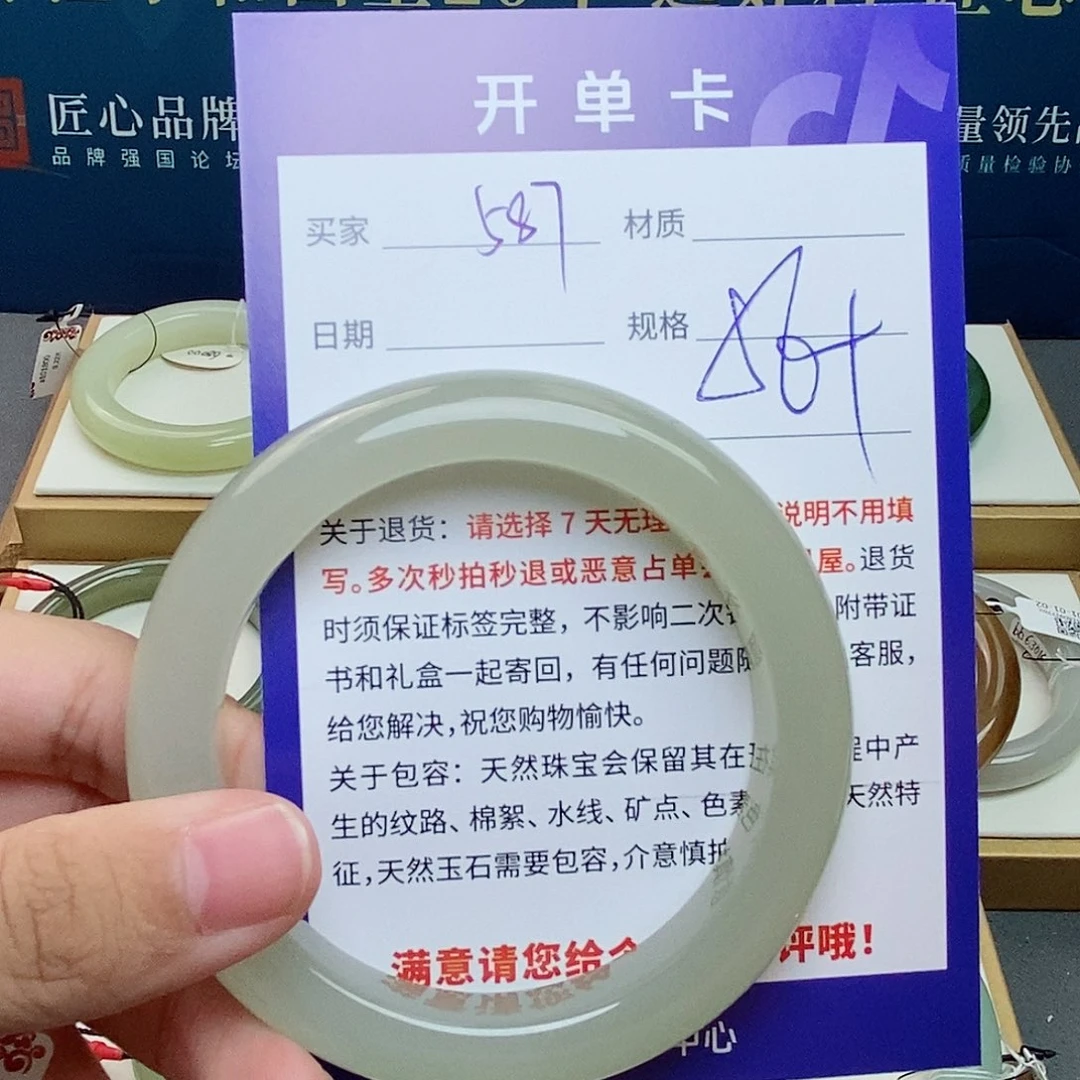 匠心品牌
品牌强国论坛
量领先
质量检验协
开单卡
买家 587 材质
日期 规格
关于退货：请选择7天无理 说明不用填
写。多次秒拍秒退或恶意占单 屋。退货
时须保证标签完整，不影响二次 附带证
书和礼盒一起寄回，有任何问题随 客服，
给您解决，祝您购物愉快。
关于包容：天然珠宝会保留其在 程中产
生的纹路、棉絮、水线、矿点、色素 天然特
征，天然玉石需要包容，介意慎拍
满意请您给个 评哦！
中心